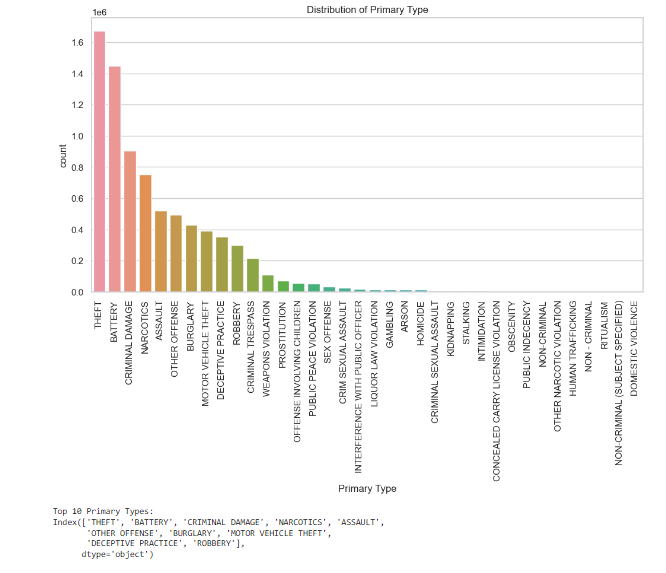 Distribution of Primary Type
1e6
1.6
1.4
1.2
1.0
0.8
0.6
0.4
0.2
0.0
count
THEFT
BATTERY
CRIMINAL DAMAGE
NARCOTICS
ASSAULT
OTHER OFFENSE
BURGLARY
MOTOR VEHICLE THEFT
DECEPTIVE PRACTICE
ROBBERY
CRIMINAL TRESPASS
WEAPONS VIOLATION
PROSTITUTION
OFFENSE INVOLVING CHILDREN
PUBLIC PEACE VIOLATION
SEX OFFENSE
CRIM SEXUAL ASSAULT
INTERFERENCE WITH PUBLIC OFFICER
LIQUOR LAW VIOLATION
GAMBLING
ARSON
HOMICIDE
CRIMINAL SEXUAL ASSAULT
KIDNAPPING
STALKING
INTIMIDATION
CONCEALED CARRY LICENSE VIOLATION
OBSCENITY
PUBLIC INDECENCY
NON-CRIMINAL
OTHER NARCOTIC VIOLATION
HUMAN TRAFFICKING
NON - CRIMINAL
RITUALISM
NON-CRIMINAL (SUBJECT SPECIFIED)
DOMESTIC VIOLENCE
Primary Type
Top 10 Primary Types:
Index(['THEFT', 'BATTERY', 'CRIMINAL DAMAGE', 'NARCOTICS', 'ASSAULT',
'OTHER OFFENSE', 'BURGLARY', 'MOTOR VEHICLE THEFT',
'DECEPTIVE PRACTICE', 'ROBBERY'],
dtype='object')